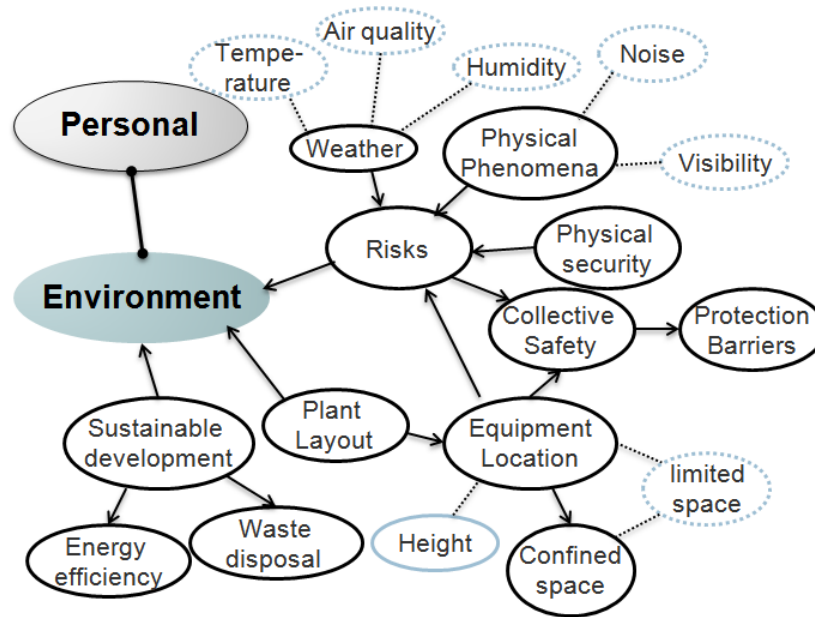 Air quality
Tempe-
rature
Humidity
Noise
Personal
Weather
Physical
Phenomena
Visibility
Risks
Physical
security
Environment
Collective
Safety
Protection
Barriers
Sustainable
development
Plant
Layout
Equipment
Location
limited
space
Energy
efficiency
Waste
disposal
Height
Confined
space